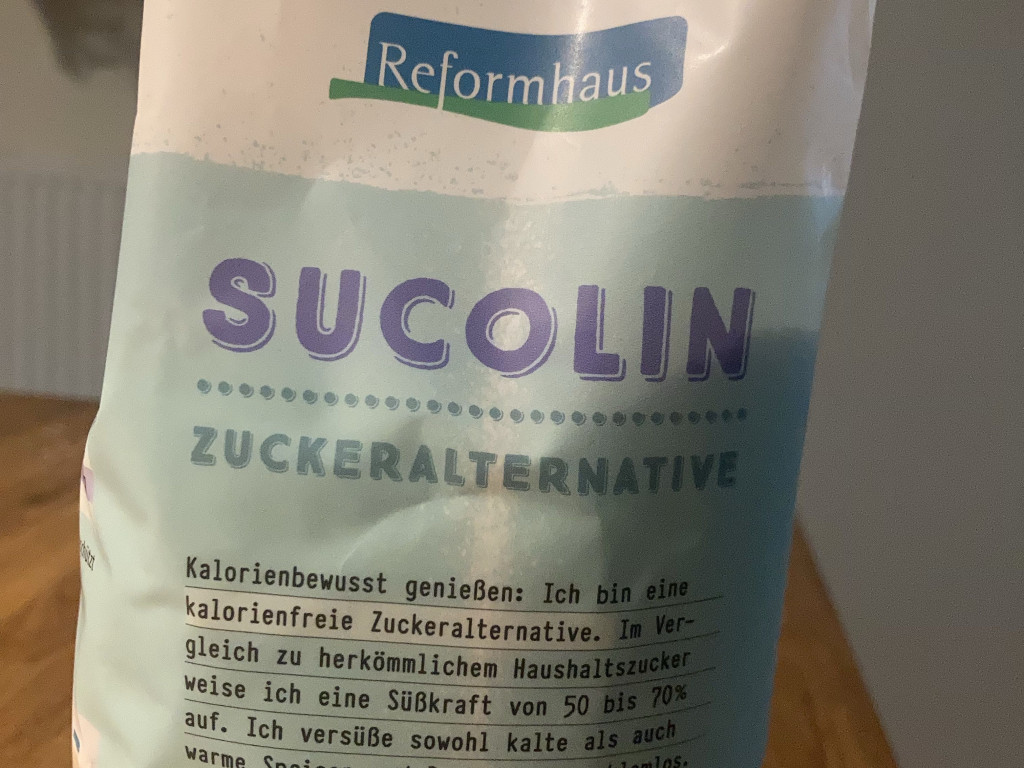 Reformhaus
SUCOLIN
ZUCKERALTERNATIVE
Kalorienbewusst genießen: Ich bin eine
kalorienfreie Zuckeralternative. Im Ver-
gleich zu herkömmlichem Haushaltszucker
weise ich eine Süßkraft von 50 bis 70%
auf. Ich versüße sowohl kalte als auch
warme